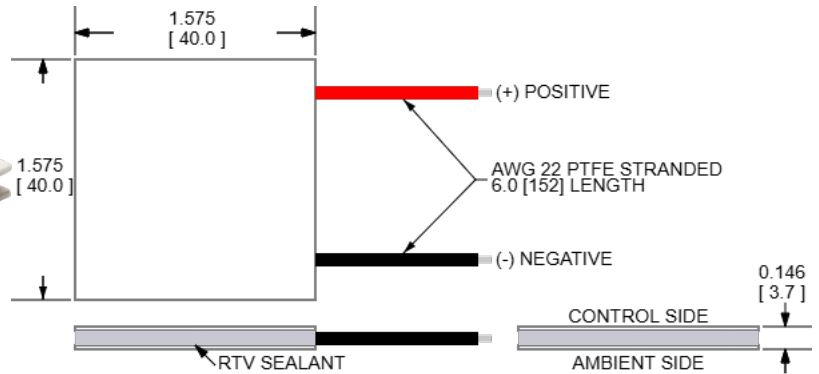 1.575
[ 40.0 ]
(+) POSITIVE
1.575
[ 40.0 ]
AWG 22 PTFE STRANDED
6.0 [152] LENGTH
(-) NEGATIVE
0.146
[ 3.7 ]
CONTROL SIDE
RTV SEALANT
AMBIENT SIDE